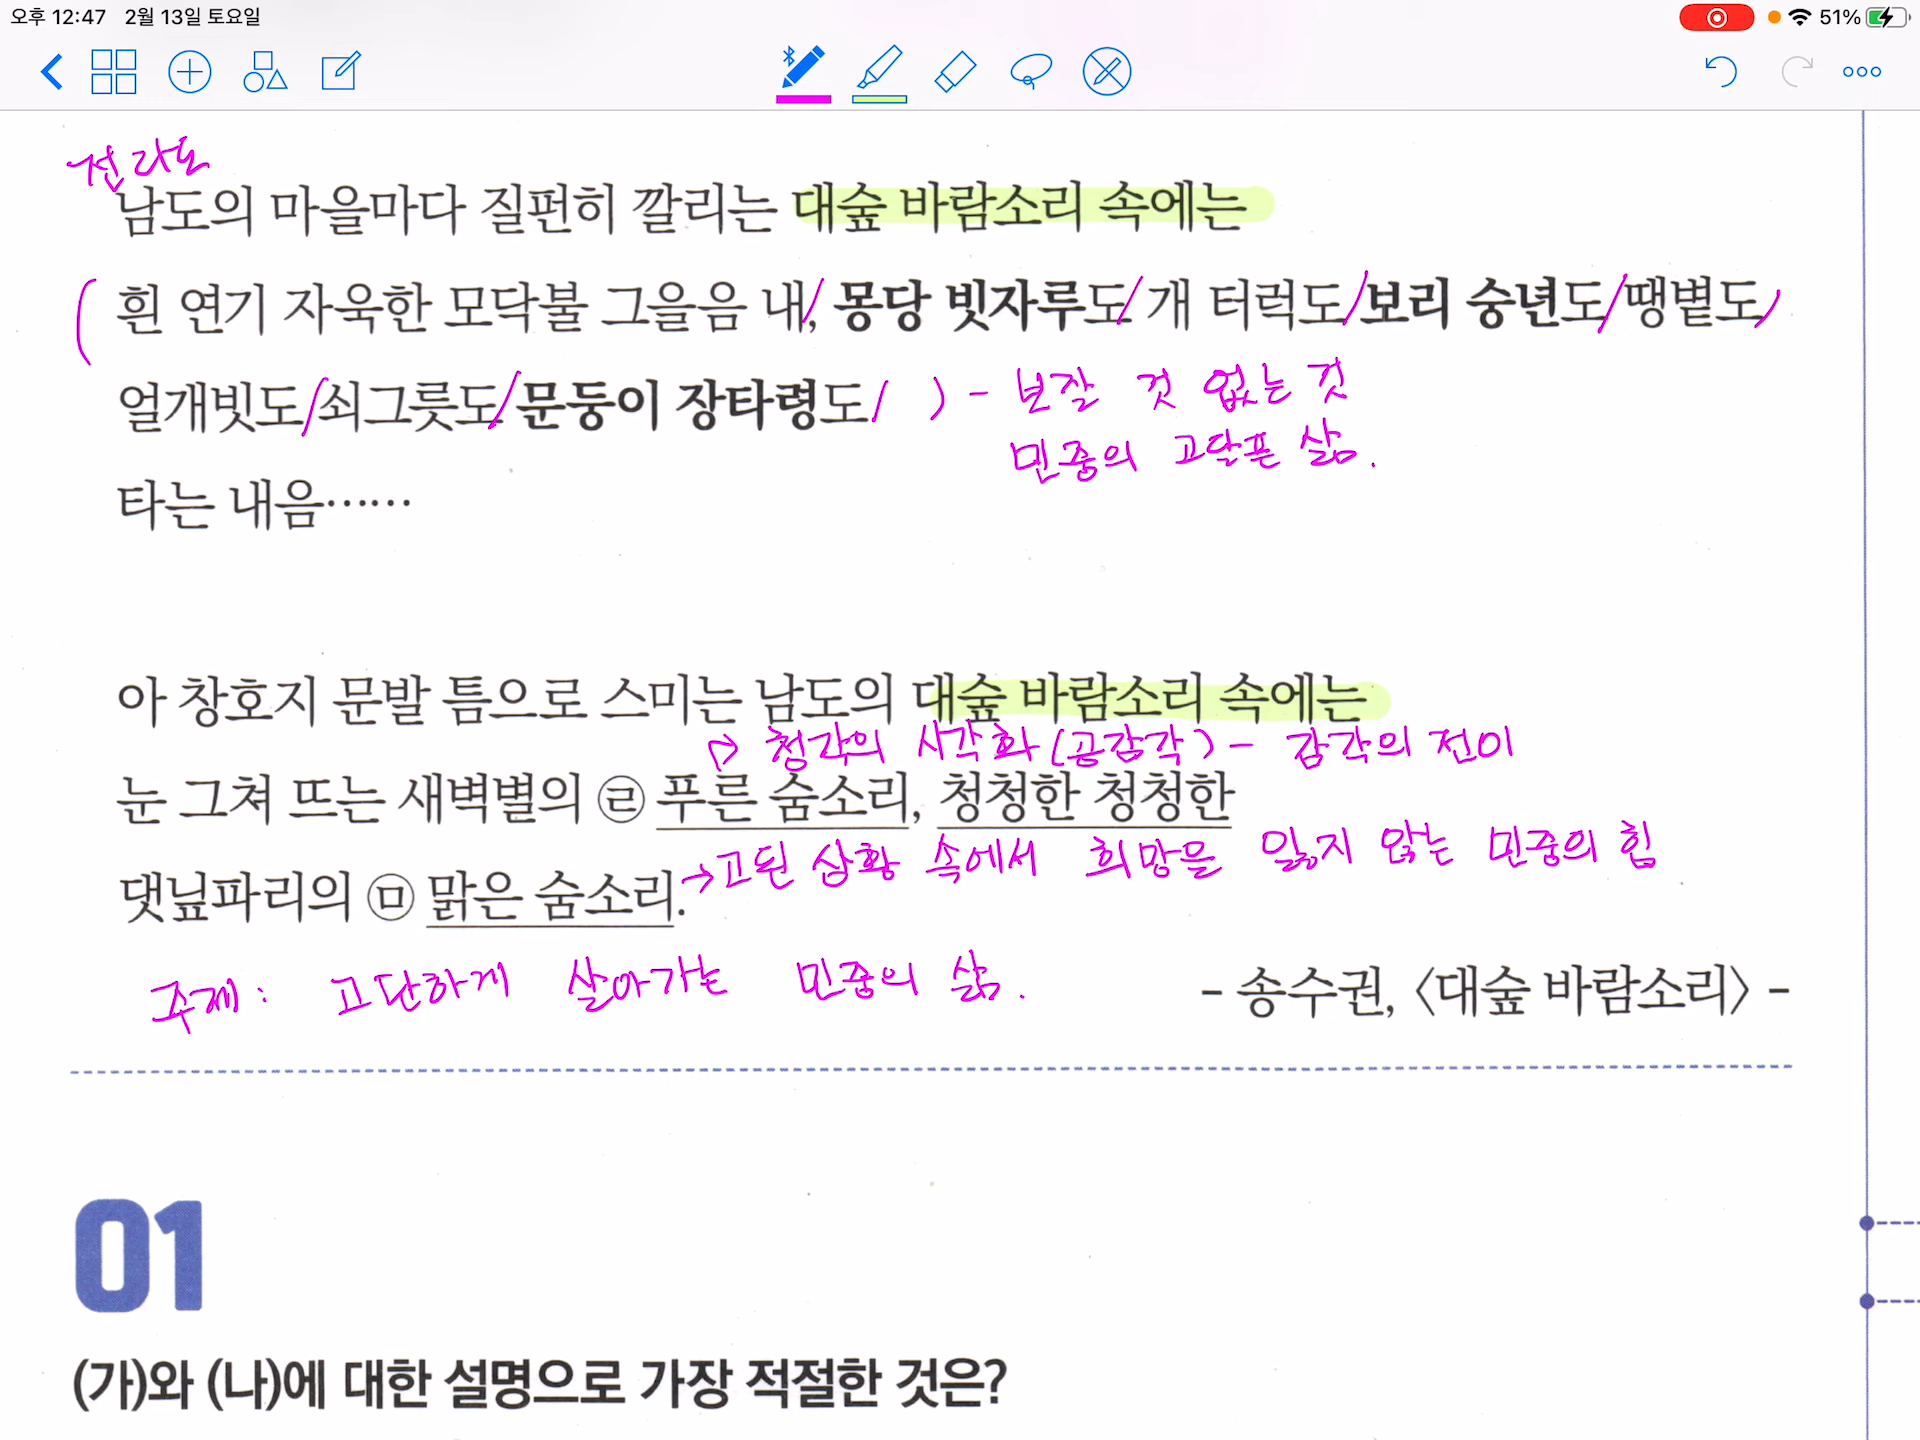 오후 12:47 2월 13일 토요일 51%
전라도
남도의 마을마다 질펀히 깔리는 대숲 바람소리 속에는
( 흰 연기 자욱한 모닥불 그을음 내, / 몽당 빗자루도 / 개 터럭도 / 보리 숭년도 / 땡볕도 /
얼개빗도 / 쇠그릇도 / 문둥이 장타령도 / ) - 보잘 것 없는 것
민중의 고달픈 삶.
타는 내음……
아 창호지 문발 틈으로 스미는 남도의 대숲 바람소리 속에는
↱ 청각의 시각화 (공감각) - 감각의 전이
눈 그쳐 뜨는 새벽별의 ㉣ 푸른 숨소리, 청청한 청청한
→ 고된 상황 속에서 희망을 잃지 않는 민중의 힘
댓닢파리의 ㉤ 맑은 숨소리.
주제 : 고단하게 살아가는 민중의 삶.
- 송수권, 〈대숲 바람소리〉 -
01
(가)와 (나)에 대한 설명으로 가장 적절한 것은?